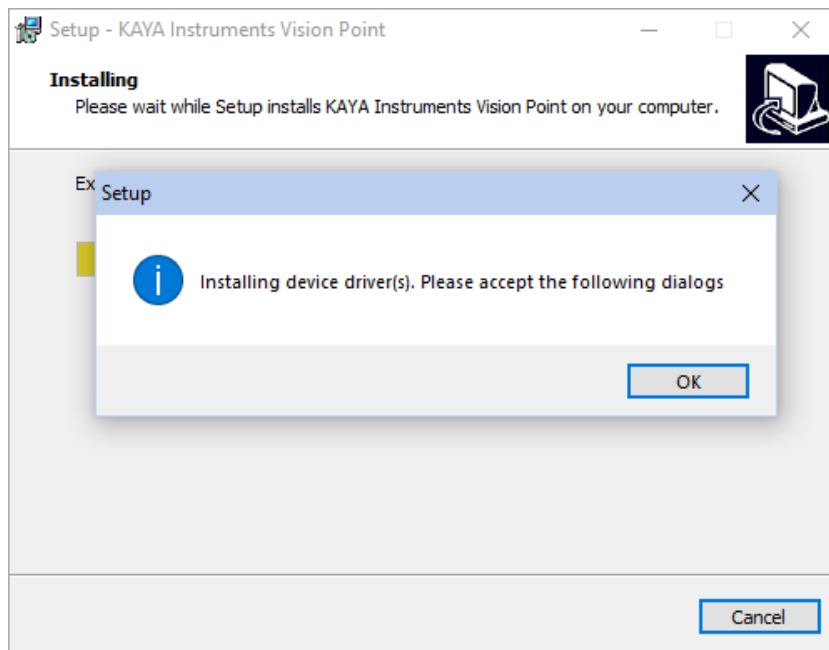 Setup - KAYA Instruments Vision Point
Installing
Please wait while Setup installs KAYA Instruments Vision Point on your computer.
Ex
Setup
Installing device driver(s). Please accept the following dialogs
OK
Cancel